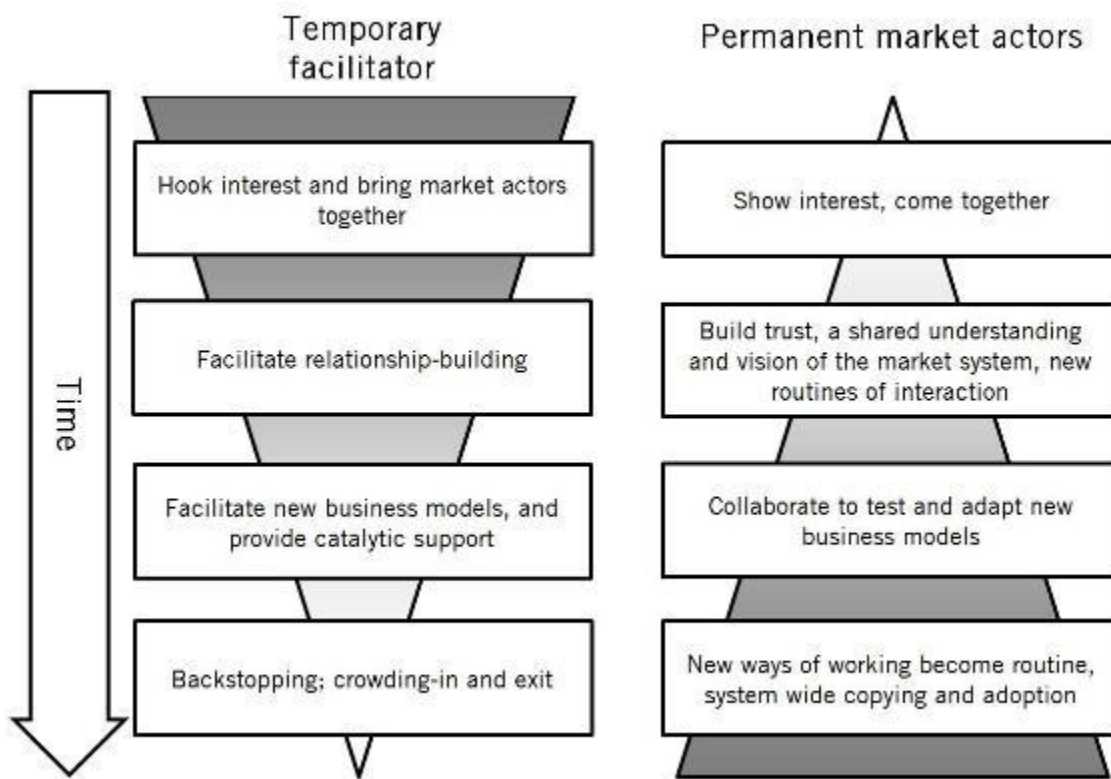 Temporary
facilitator
Permanent market actors
Time
Hook interest and bring market actors
together
Show interest, come together
Facilitate relationship-building
Build trust, a shared understanding
and vision of the market system, new
routines of interaction
Facilitate new business models, and
provide catalytic support
Collaborate to test and adapt new
business models
Backstopping; crowding-in and exit
New ways of working become routine,
system wide copying and adoption